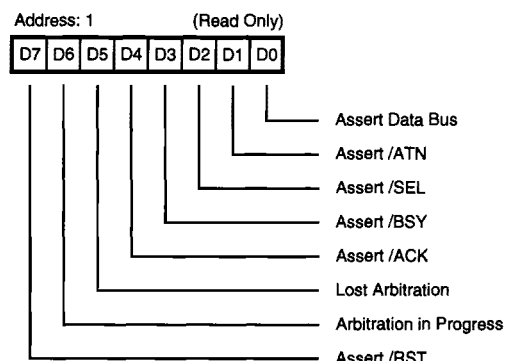 Address: 1 (Read Only)
D7 D6 D5 D4 D3 D2 D1 D0
Assert Data Bus
Assert /ATN
Assert /SEL
Assert /BSY
Assert /ACK
Lost Arbitration
Arbitration in Progress
Assert /RST